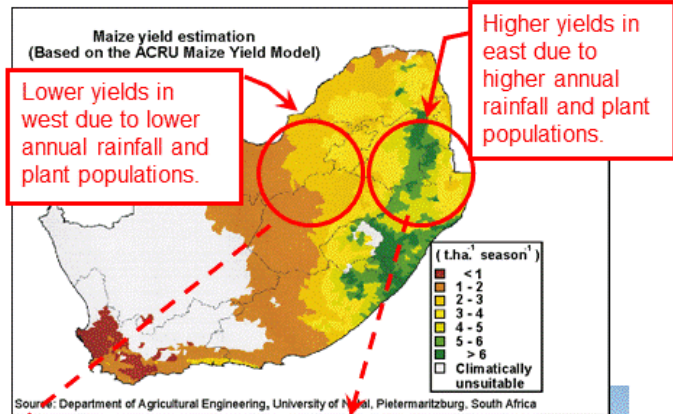 Maize yield estimation
(Based on the ACRU Maize Yield Model)
Lower yields in
west due to lower
annual rainfall and
plant populations.
Higher yields in
east due to
higher annual
rainfall and plant
populations.
( t.ha.⁻¹ season⁻¹ )
< 1
1 - 2
2 - 3
3 - 4
4 - 5
5 - 6
> 6
Climatically
unsuitable
Source: Department of Agricultural Engineering, University of Natal, Pietermaritzburg, South Africa